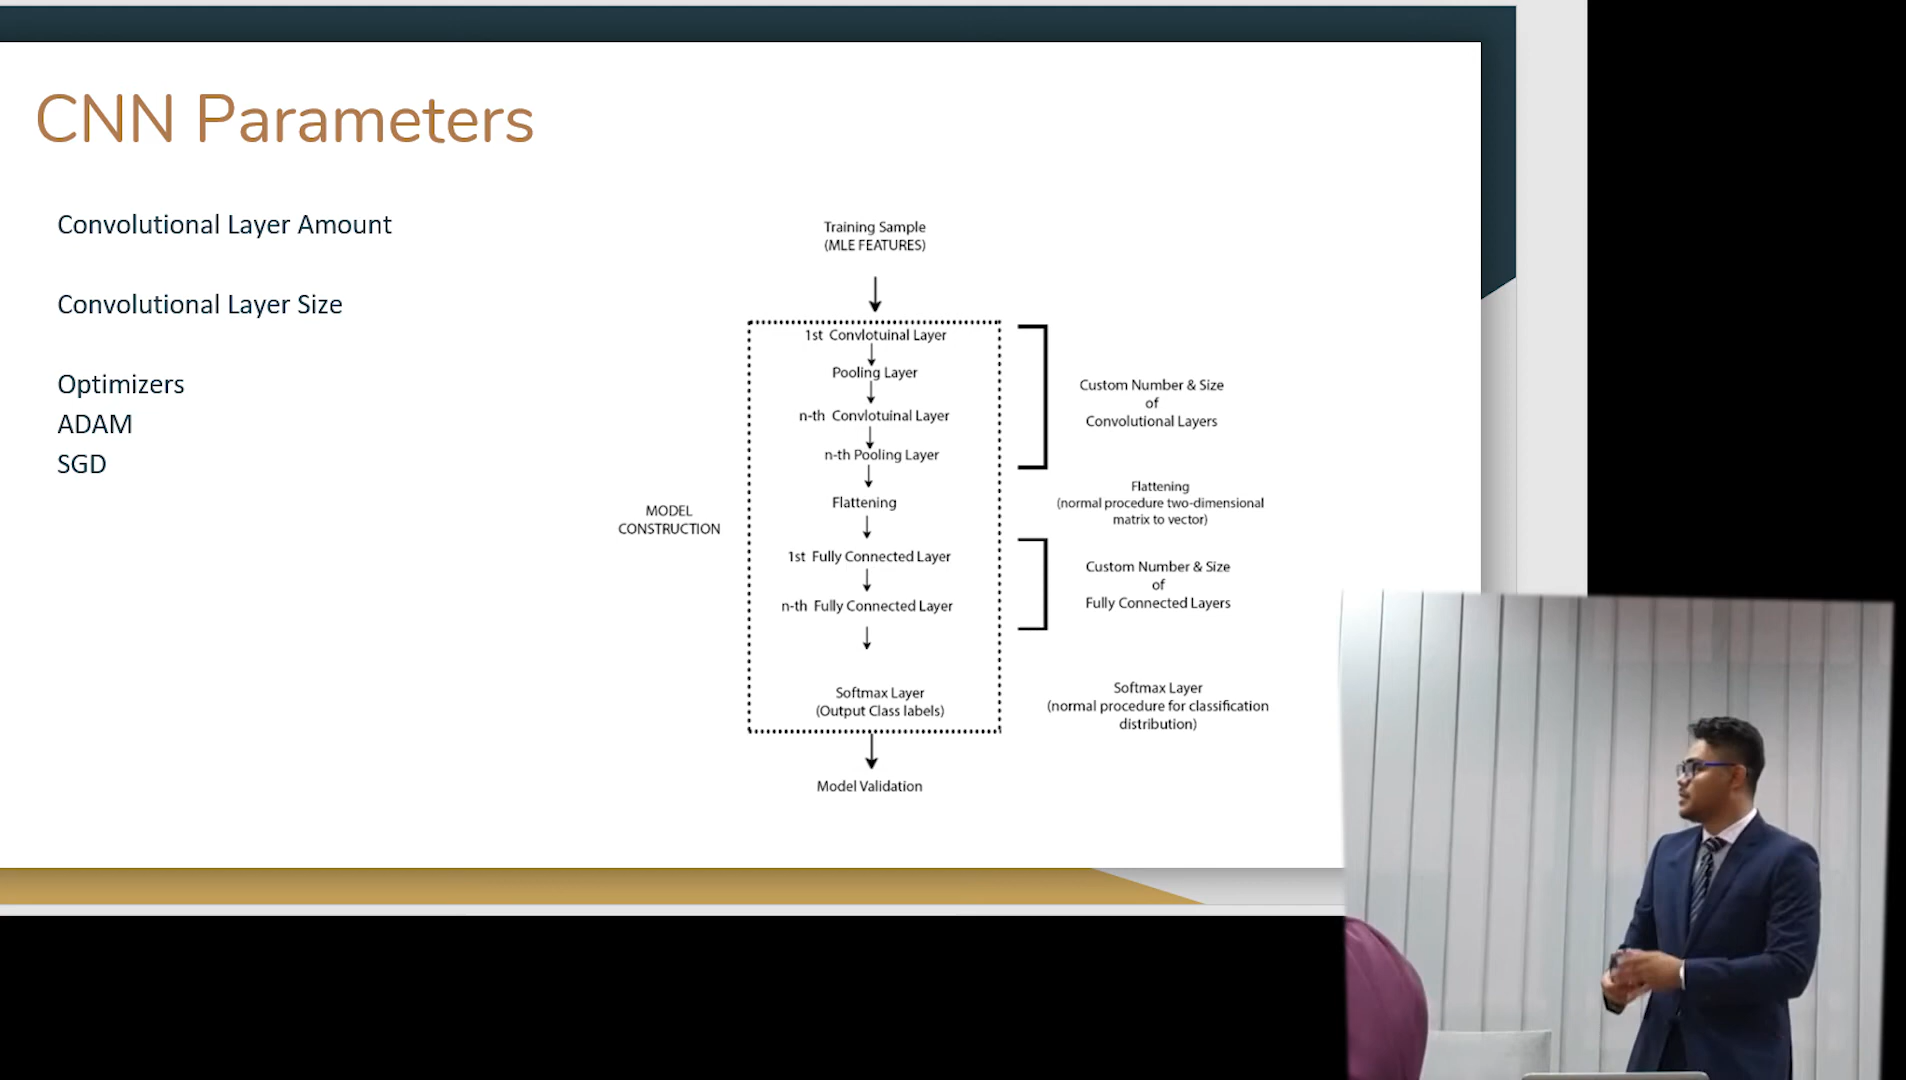 CNN Parameters
Convolutional Layer Amount
Convolutional Layer Size
Optimizers
ADAM
SGD
Training Sample
(MLE FEATURES)
1st Convlotuinal Layer
Pooling Layer
n-th Convlotuinal Layer
n-th Pooling Layer
Flattening
1st Fully Connected Layer
n-th Fully Connected Layer
Softmax Layer
(Output Class labels)
Model Validation
MODEL
CONSTRUCTION
Custom Number & Size
of
Convolutional Layers
Flattening
(normal procedure two-dimensional
matrix to vector)
Custom Number & Size
of
Fully Connected Layers
Softmax Layer
(normal procedure for classification
distribution)